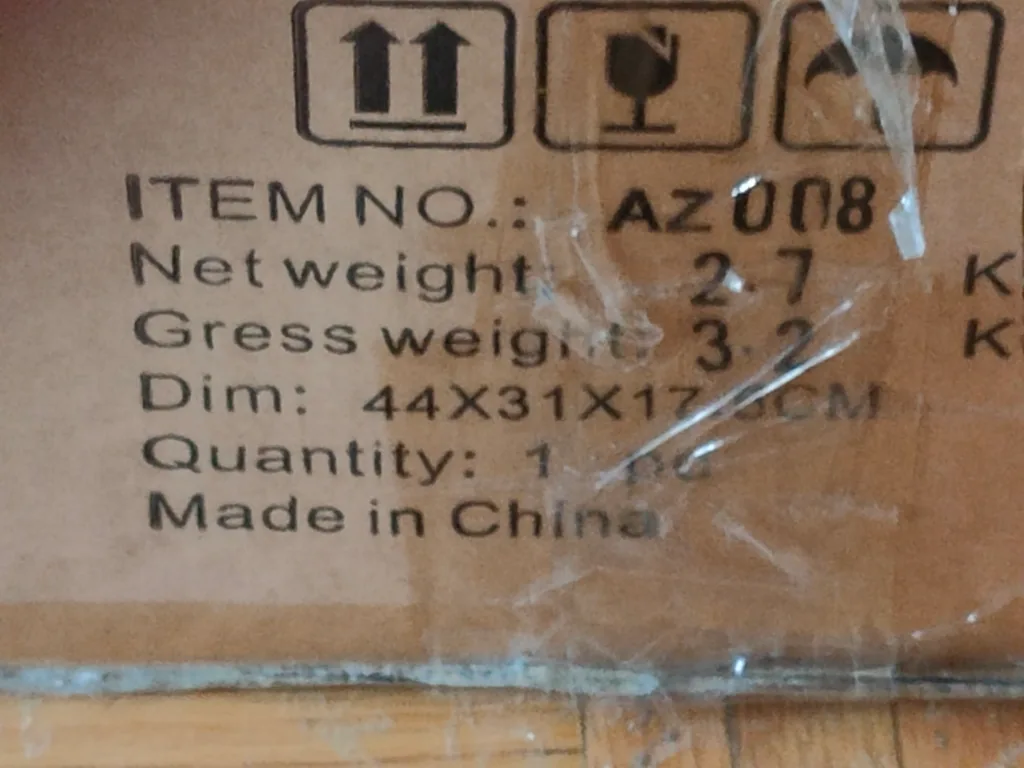 ITEM NO.: AZ008
Net weight: 2.7
Gress weight: 3.2
Dim: 44X31X17.
Quantity: 1
Made in China